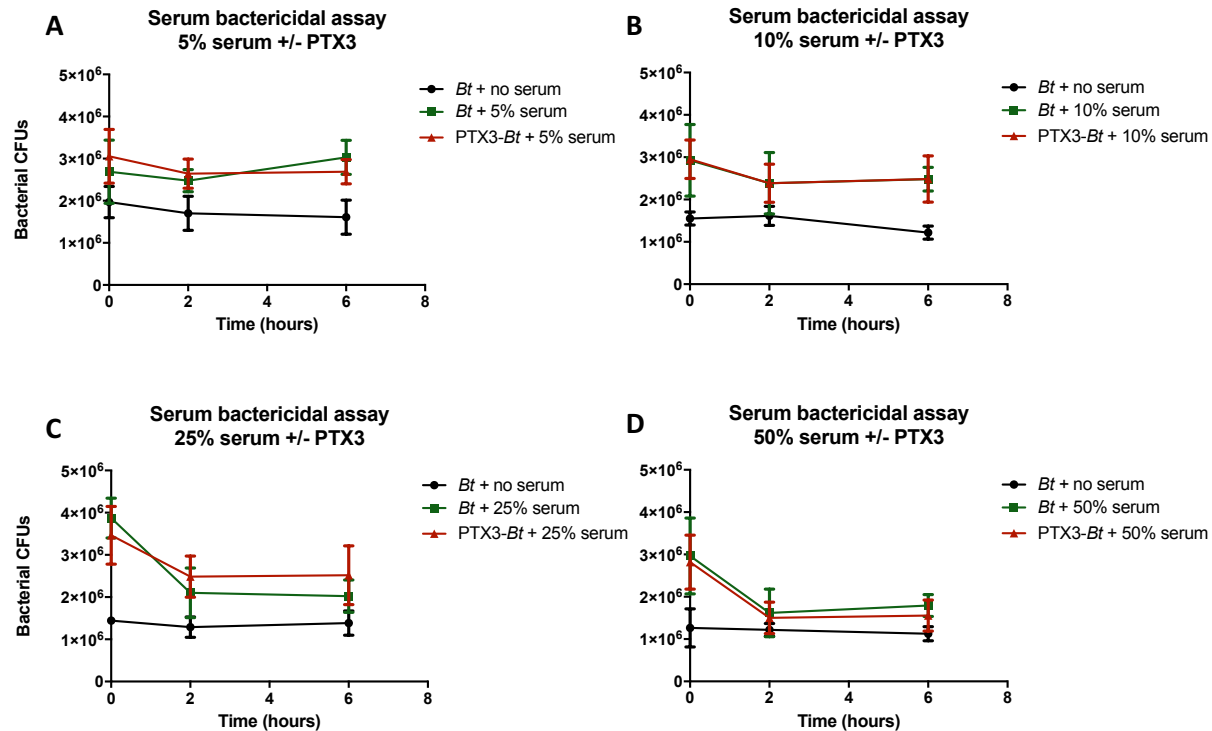 A
Serum bactericidal assay
5% serum +/- PTX3
5×10⁶
4×10⁶
3×10⁶
2×10⁶
1×10⁶
0
Bacterial CFUs
0 2 4 6 8
Time (hours)
Bt + no serum
Bt + 5% serum
PTX3-Bt + 5% serum
B
Serum bactericidal assay
10% serum +/- PTX3
5×10⁶
4×10⁶
3×10⁶
2×10⁶
1×10⁶
0
0 2 4 6 8
Time (hours)
Bt + no serum
Bt + 10% serum
PTX3-Bt + 10% serum
C
Serum bactericidal assay
25% serum +/- PTX3
5×10⁶
4×10⁶
3×10⁶
2×10⁶
1×10⁶
0
Bacterial CFUs
0 2 4 6 8
Time (hours)
Bt + no serum
Bt + 25% serum
PTX3-Bt + 25% serum
D
Serum bactericidal assay
50% serum +/- PTX3
5×10⁶
4×10⁶
3×10⁶
2×10⁶
1×10⁶
0
0 2 4 6 8
Time (hours)
Bt + no serum
Bt + 50% serum
PTX3-Bt + 50% serum